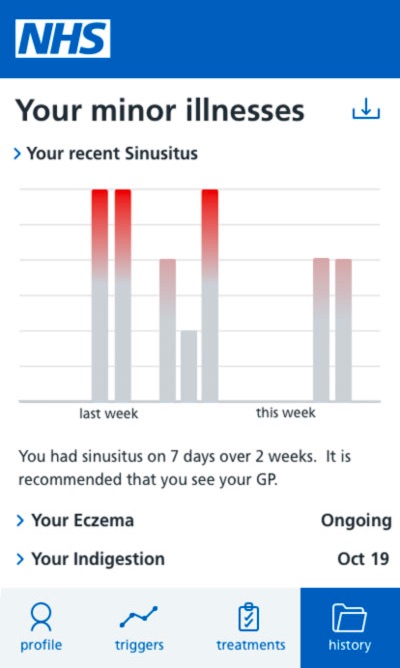 NHS
Your minor illnesses
Your recent Sinusitus
last week this week
You had sinusitus on 7 days over 2 weeks. It is
recommended that you see your GP.
Your Eczema Ongoing
Your Indigestion Oct 19
profile triggers treatments history